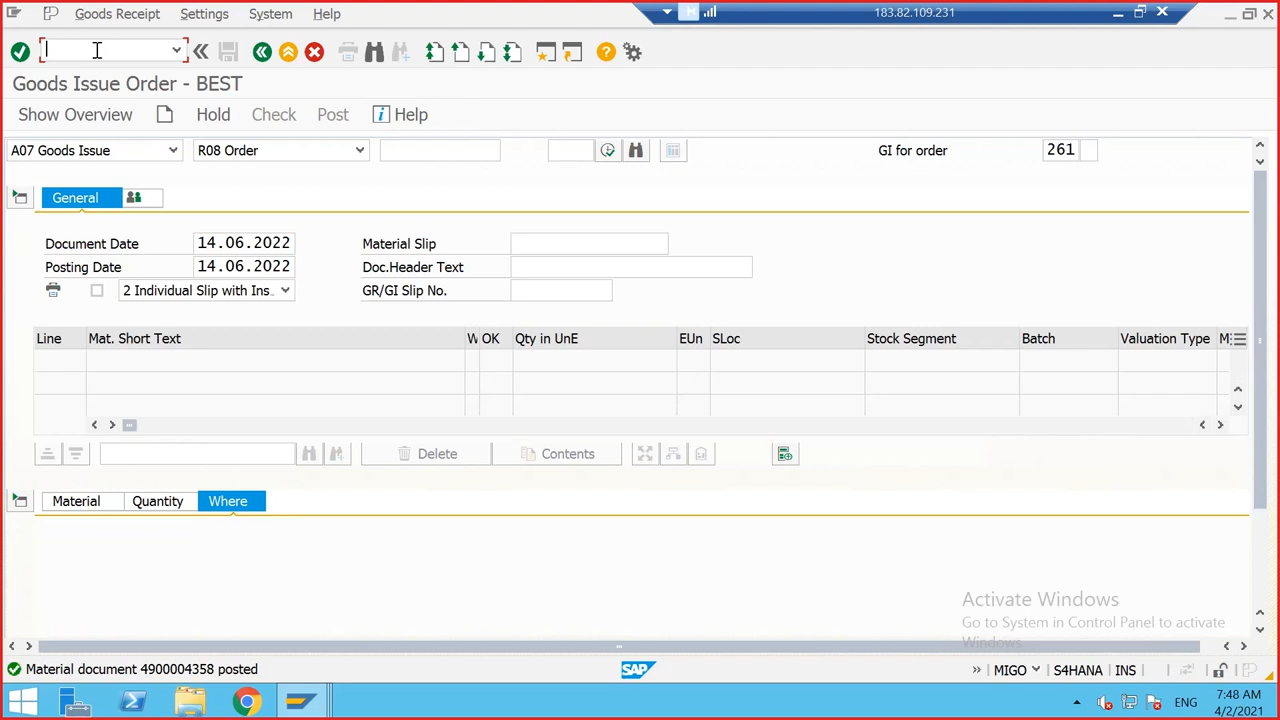 Goods Receipt Settings System Help
183.82.109.231
Goods Issue Order - BEST
Show Overview Hold Check Post Help
A07 Goods Issue R08 Order GI for order 261
General
Document Date 14.06.2022 Material Slip
Posting Date 14.06.2022 Doc.Header Text
2 Individual Slip with Ins... GR/GI Slip No.
Line Mat. Short Text W OK Qty in UnE EUn SLoc Stock Segment Batch Valuation Type M
Delete Contents
Material Quantity Where
Activate Windows
Go to System in Control Panel to activate
Windows.
Material document 4900004358 posted SAP » MIGO S4HANA INS
ENG 7:48 AM
4/2/2021